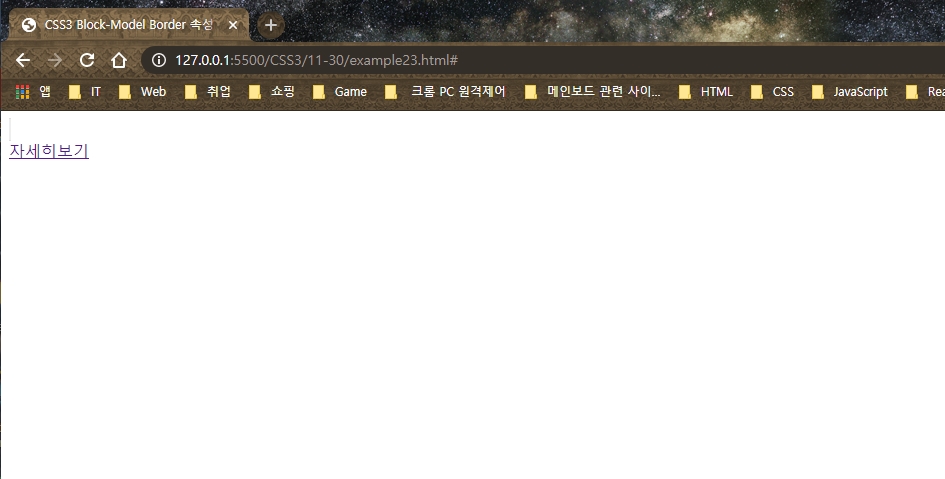 CSS3 Block-Model Border 속성
127.0.0.1:5500/CSS3/11-30/example23.html#
앱 IT Web 취업 쇼핑 Game 크롬 PC 원격제어 메인보드 관련 사이... HTML CSS JavaScript Rea
자세히보기